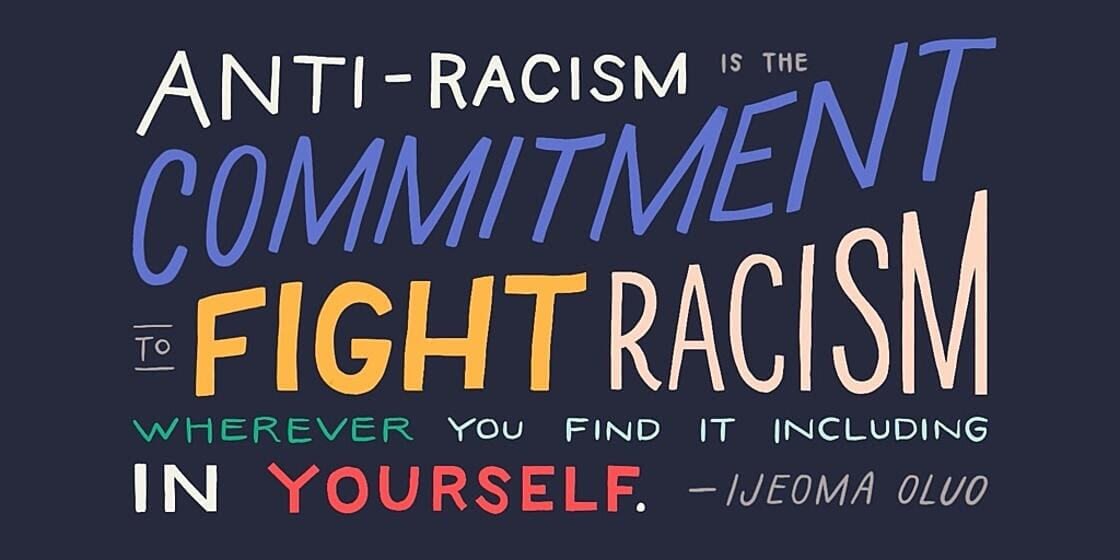 ANTI-RACISM IS THE
COMMITMENT
TO FIGHT RACISM
WHEREVER YOU FIND IT INCLUDING
IN YOURSELF. —IJEOMA OLUO